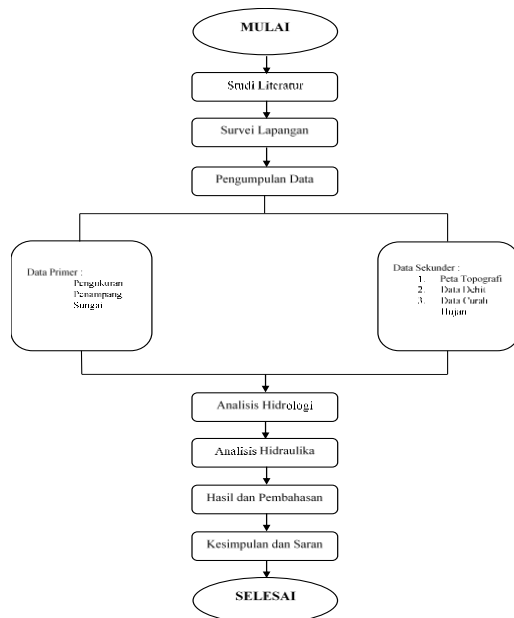 MULAI
Studi Literatur
Survei Lapangan
Pengumpulan Data
Data Primer :
Pengukuran
Penampang
Sungai
Data Sekunder :
1. Peta Topografi
2. Data Debit
3. Data Curah
Hujan
Analisis Hidrologi
Analisis Hidraulika
Hasil dan Pembahasan
Kesimpulan dan Saran
SELESAI